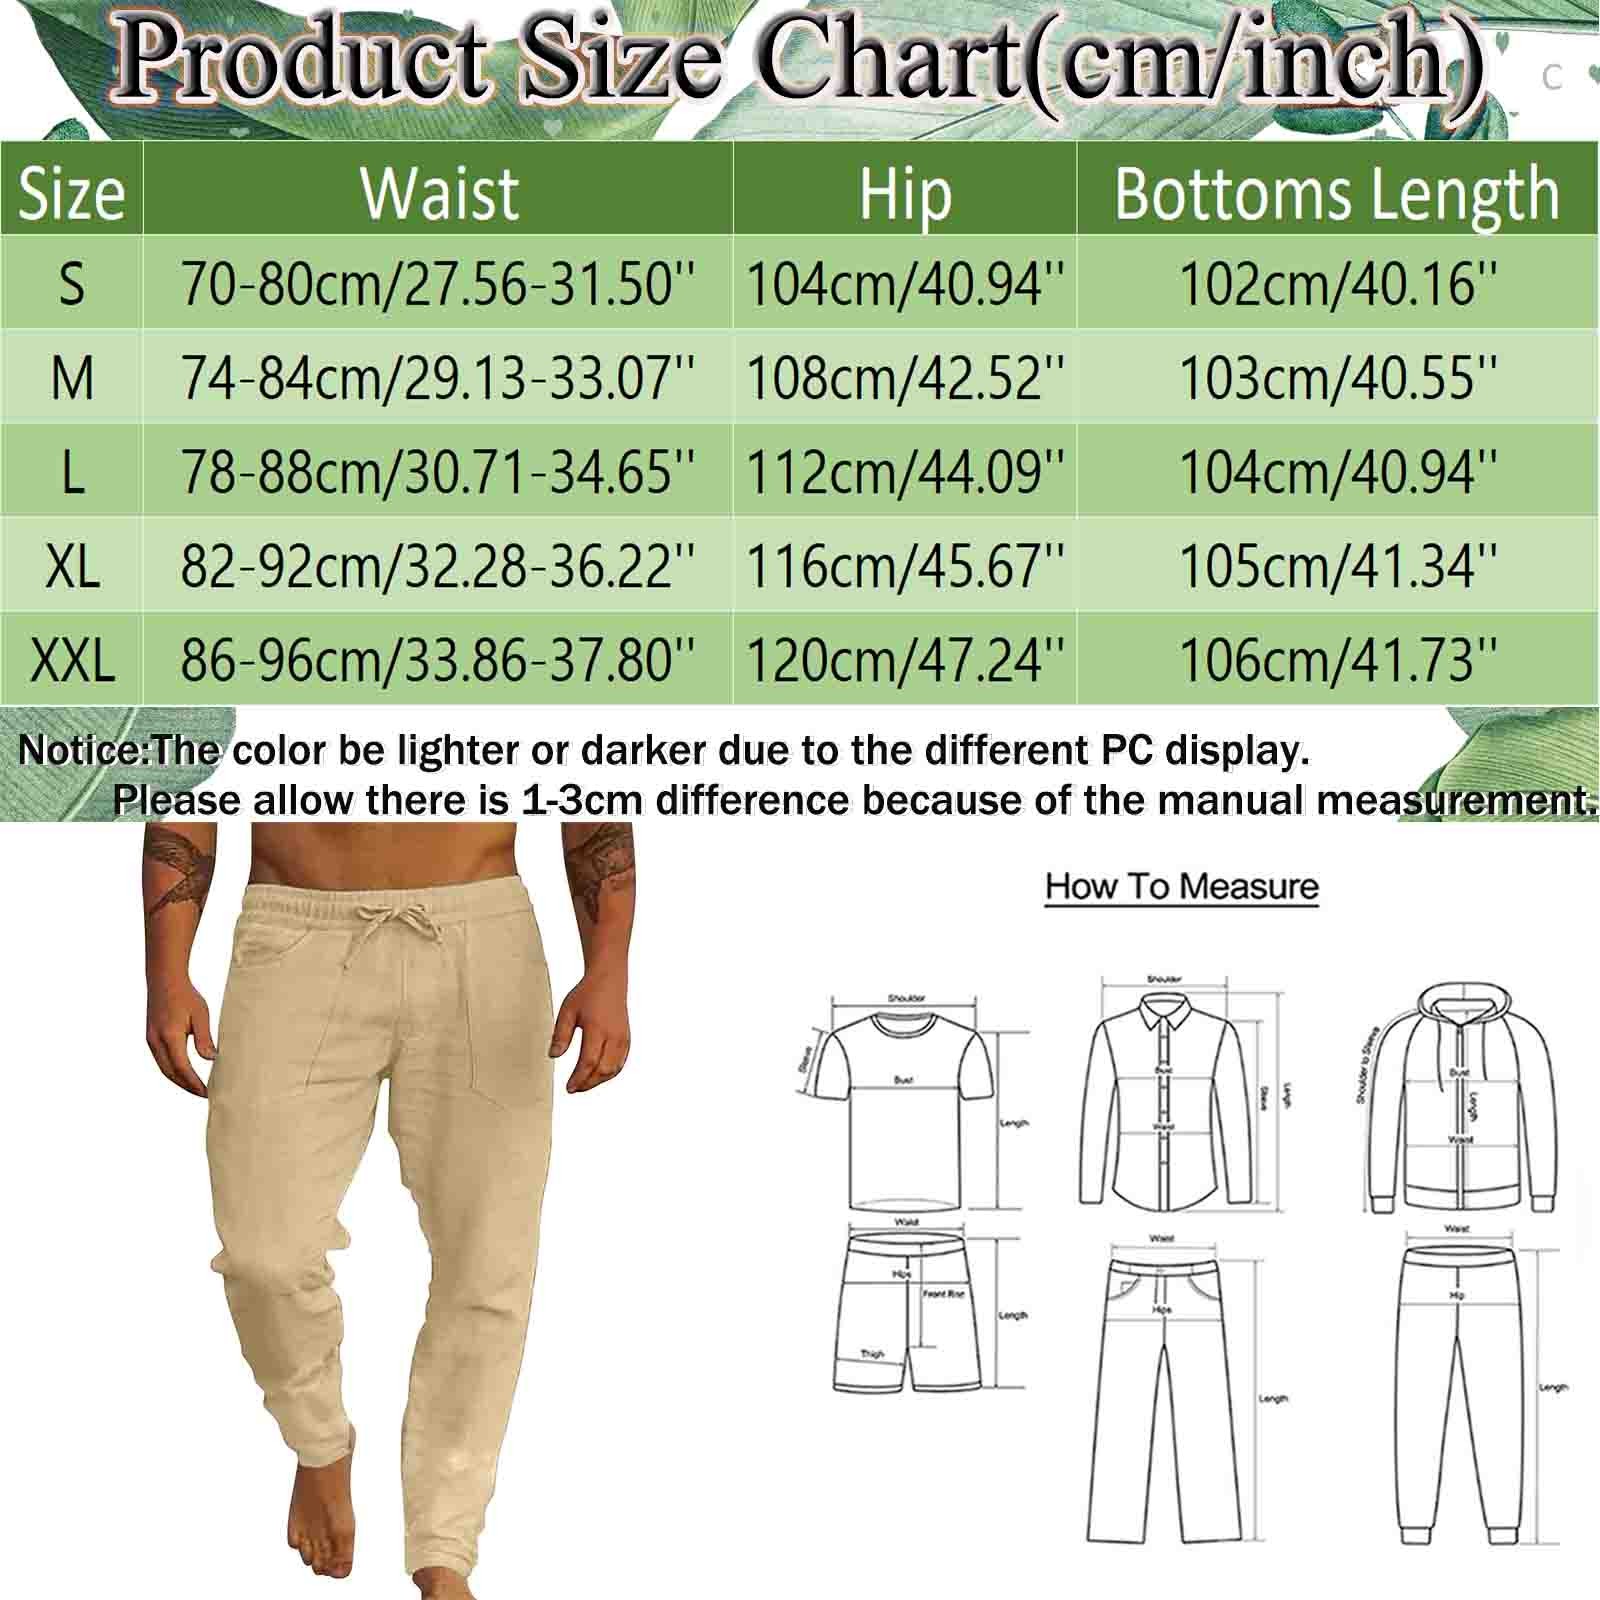 Product Size Chart(cm/inch)
C
Size Waist Hip Bottoms Length
S 70-80cm/27.56-31.50'' 104cm/40.94'' 102cm/40.16''
M 74-84cm/29.13-33.07'' 108cm/42.52'' 103cm/40.55''
L 78-88cm/30.71-34.65'' 112cm/44.09'' 104cm/40.94''
XL 82-92cm/32.28-36.22'' 116cm/45.67'' 105cm/41.34''
XXL 86-96cm/33.86-37.80'' 120cm/47.24'' 106cm/41.73''
Notice:The color be lighter or darker due to the different PC display.
Please allow there is 1-3cm difference because of the manual measurement.
How To Measure
Shoulder
Sleeve
Bust
Length
Shoulder
Bust
Waist
Sleeve
Length
Shoulder to Sleeve
Bust
Length
Waist
Waist
Hips
Front Rise
Thigh
Length
Waist
Hips
Length
Waist
Hip
Length